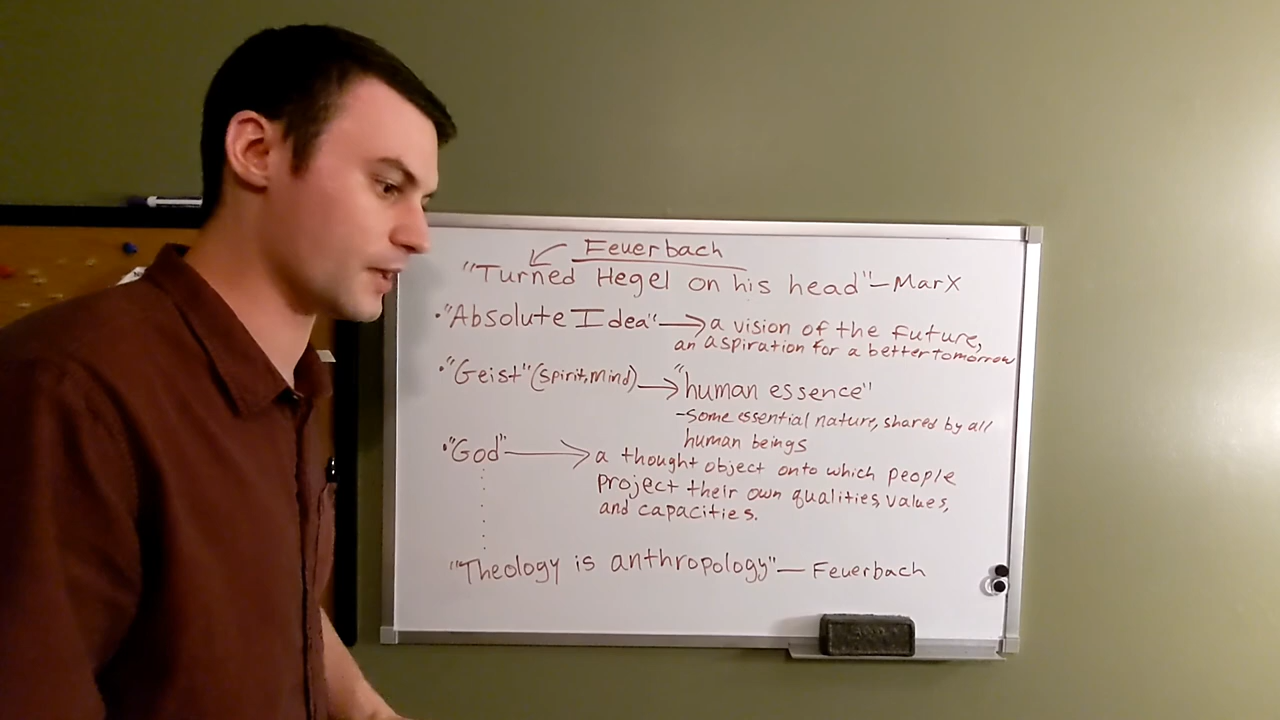 Feuerbach
"Turned Hegel on his head"—Marx
•"Absolute Idea"→a vision of the future,
an aspiration for a better tomorrow
•"Geist"(spirit, mind)→"human essence"
-some essential nature, shared by all
human beings
•"God"→a thought object onto which people
project their own qualities, values,
and capacities.
"Theology is anthropology"—Feuerbach